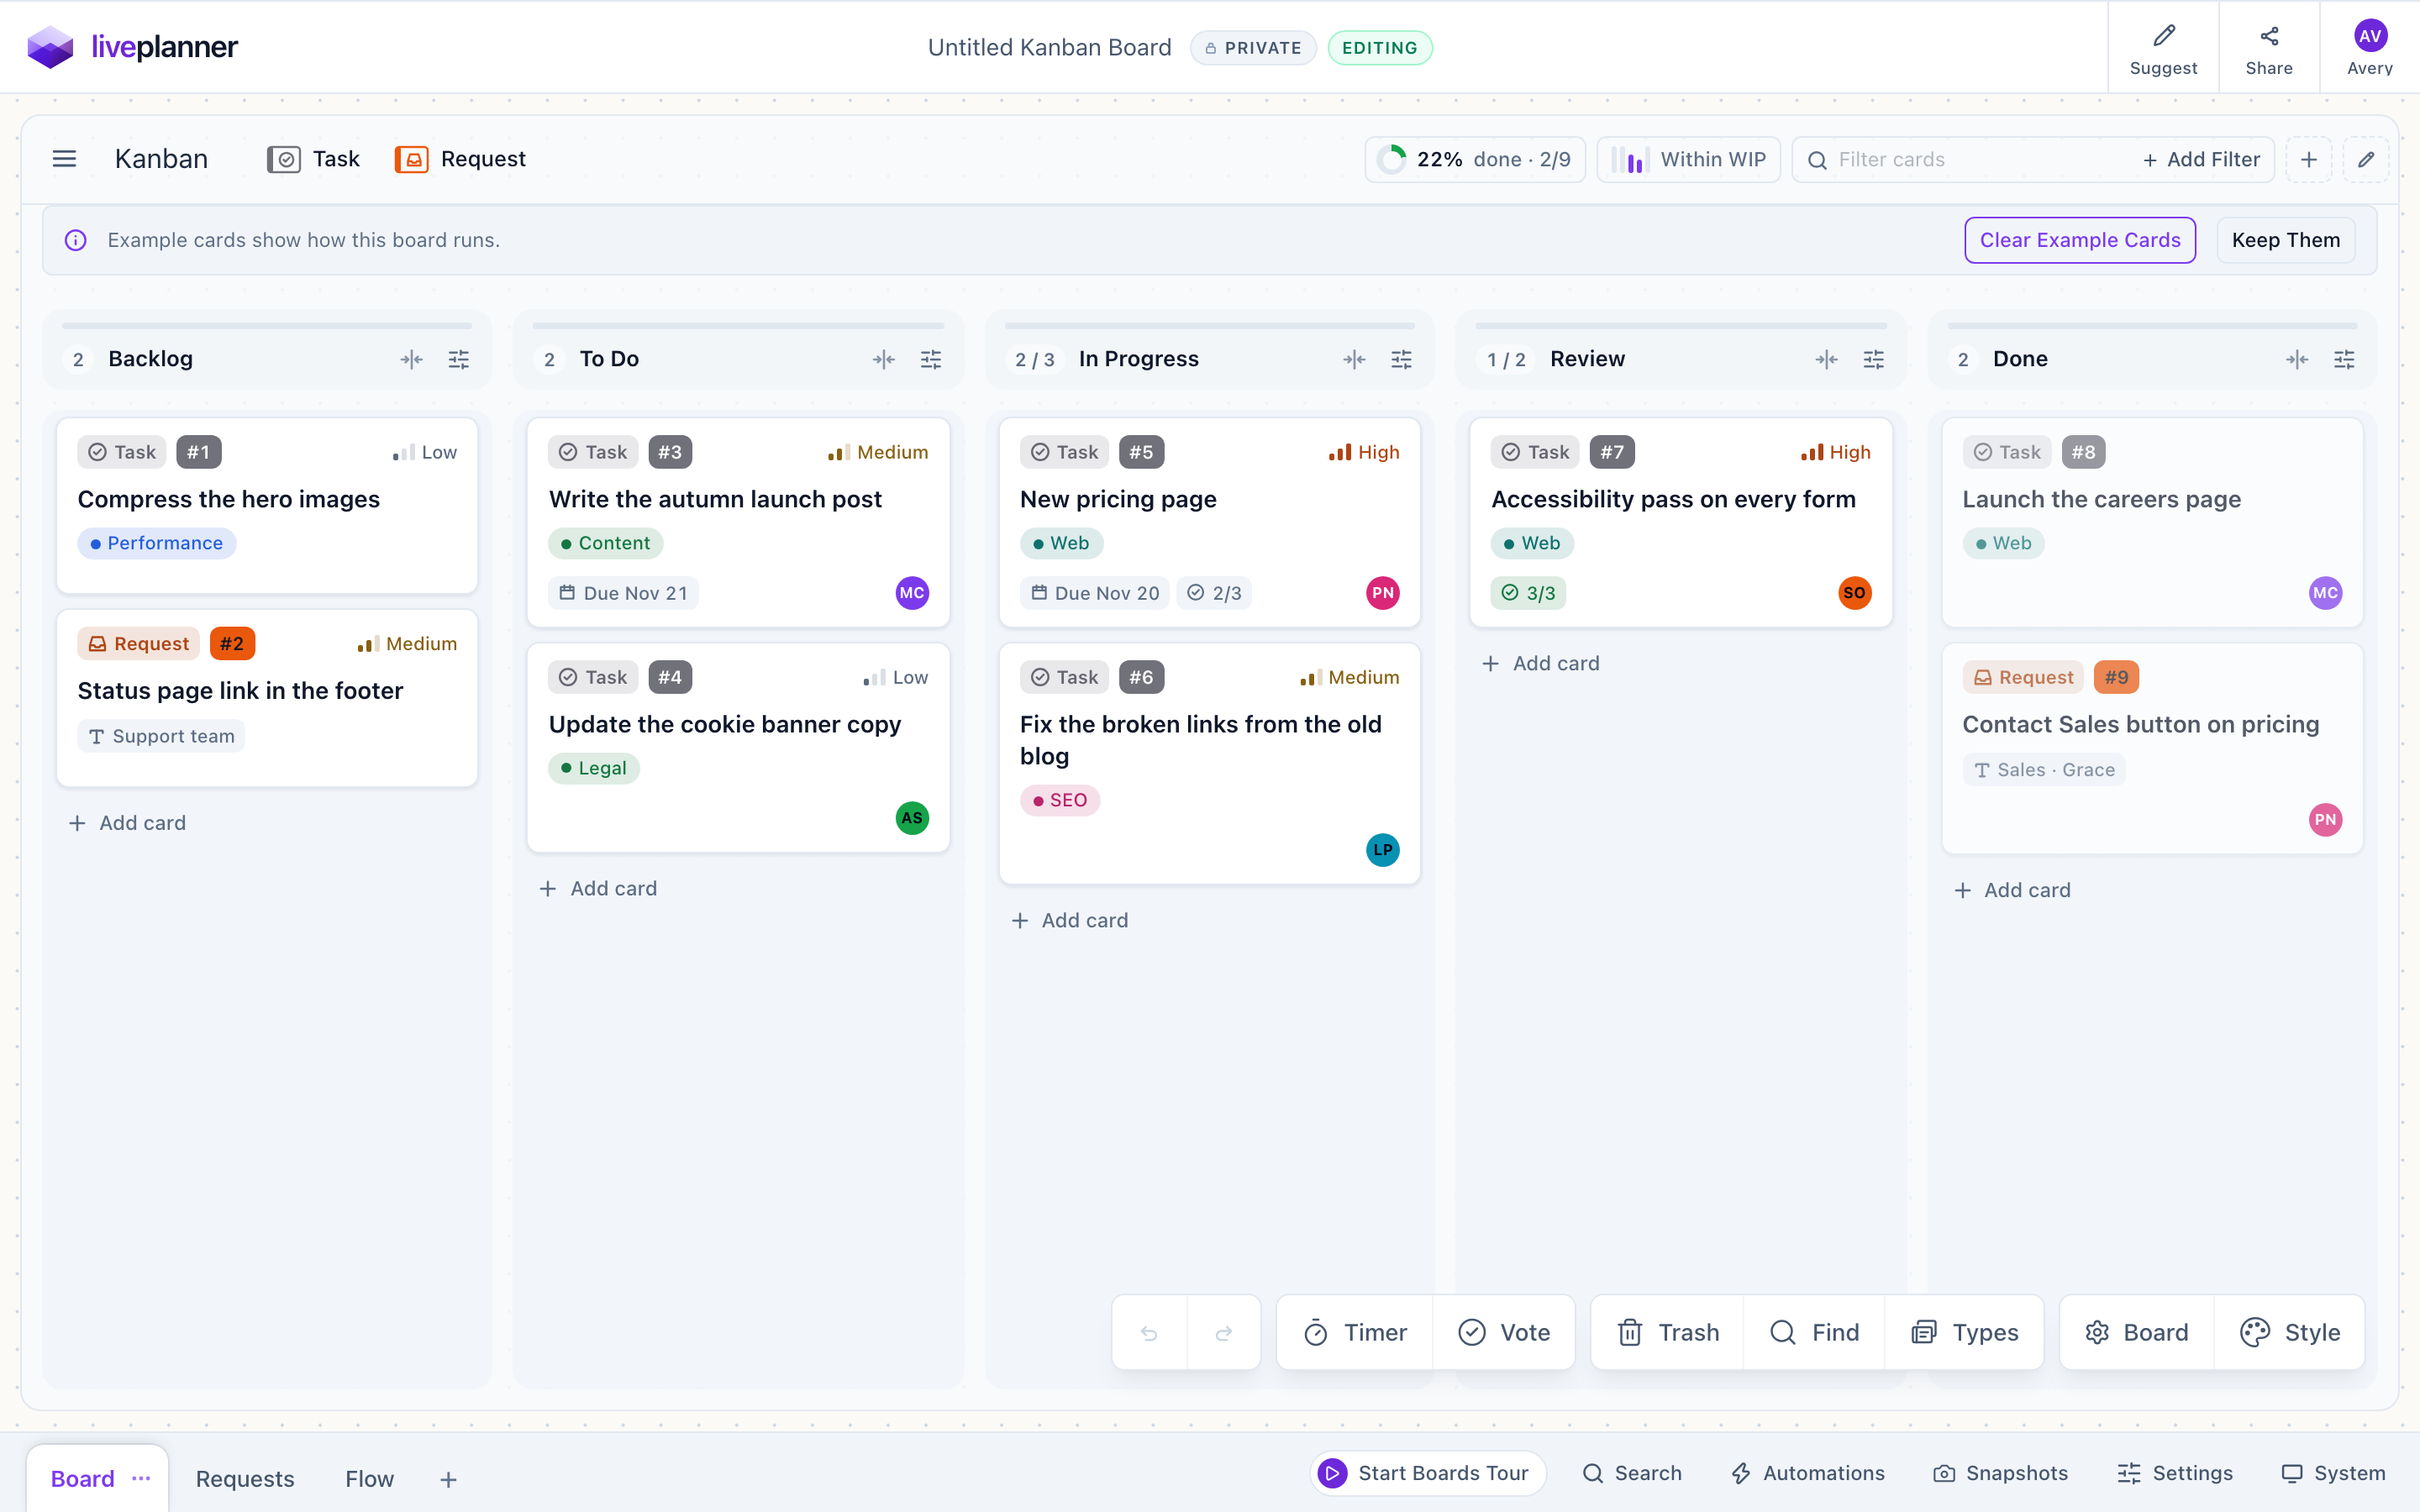 liveplanner
Untitled Kanban Board
PRIVATE
EDITING
Suggest
Share
AV
Avery
Kanban
Task
Request
22% done · 2/9
Within WIP
Filter cards
+ Add Filter
Example cards show how this board runs.
Clear Example Cards
Keep Them
2 Backlog
2 To Do
2 / 3 In Progress
1 / 2 Review
2 Done
Task #1 Low
Compress the hero images
Performance
Request #2 Medium
Status page link in the footer
Support team
+ Add card
Task #3 Medium
Write the autumn launch post
Content
Due Nov 21 MC
Task #4 Low
Update the cookie banner copy
Legal
AS
+ Add card
Task #5 High
New pricing page
Web
Due Nov 20 2/3 PN
Task #6 Medium
Fix the broken links from the old
blog
SEO
LP
+ Add card
Task #7 High
Accessibility pass on every form
Web
3/3 SO
+ Add card
Task #8
Launch the careers page
Web
MC
Request #9
Contact Sales button on pricing
Sales · Grace
PN
+ Add card
Timer
Vote
Trash
Find
Types
Board
Style
Board
Requests
Flow
+
Start Boards Tour
Search
Automations
Snapshots
Settings
System